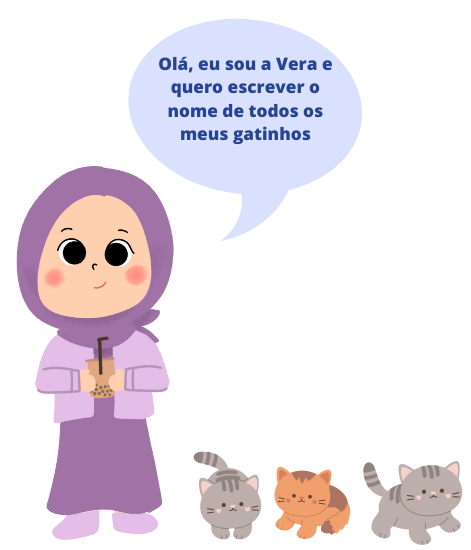 Olá, eu sou a Vera e
quero escrever o
nome de todos os
meus gatinhos